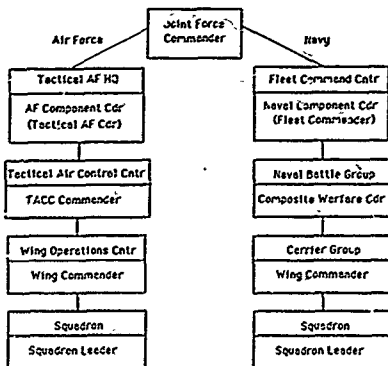 Joint Force
Commander
Air Force
Navy
Tactical AF HQ
AF Component Cdr
(Tactical AF Cdr)
Tactical Air Control Cntr
TACC Commander
Wing Operations Cntr
Wing Commander
Squadron
Squadron Leader
Fleet Command Cntr
Naval Component Cdr
(Fleet Commander)
Naval Battle Group
Composite Warfare Cdr
Carrier Group
Wing Commander
Squadron
Squadron Leader